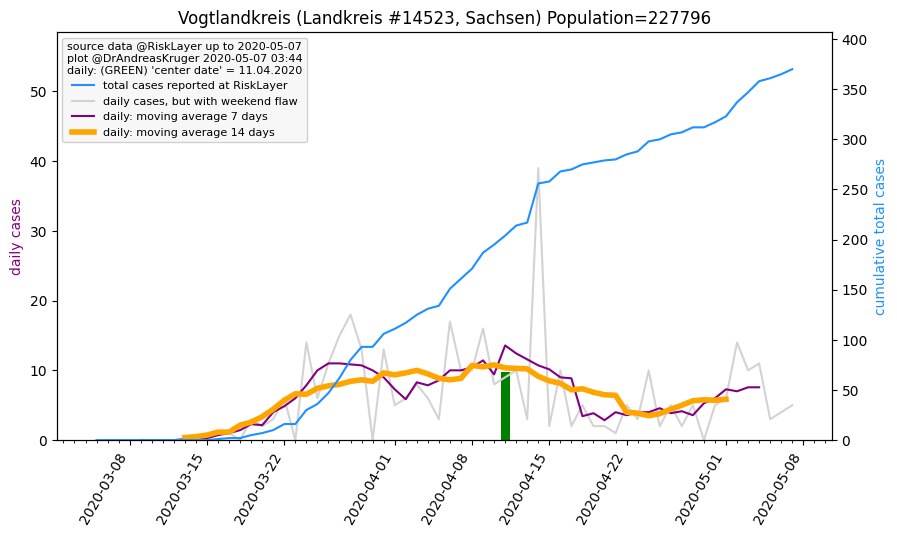 Vogtlandkreis (Landkreis #14523, Sachsen) Population=227796
source data @RiskLayer up to 2020-05-07
plot @DrAndreasKruger 2020-05-07 03:44
daily: (GREEN) 'center date' = 11.04.2020
total cases reported at RiskLayer
daily cases, but with weekend flaw
daily: moving average 7 days
daily: moving average 14 days
daily cases
50
40
30
20
10
0
cumulative total cases
400
350
300
250
200
150
100
50
0
2020-03-08
2020-03-15
2020-03-22
2020-04-01
2020-04-08
2020-04-15
2020-04-22
2020-05-01
2020-05-08